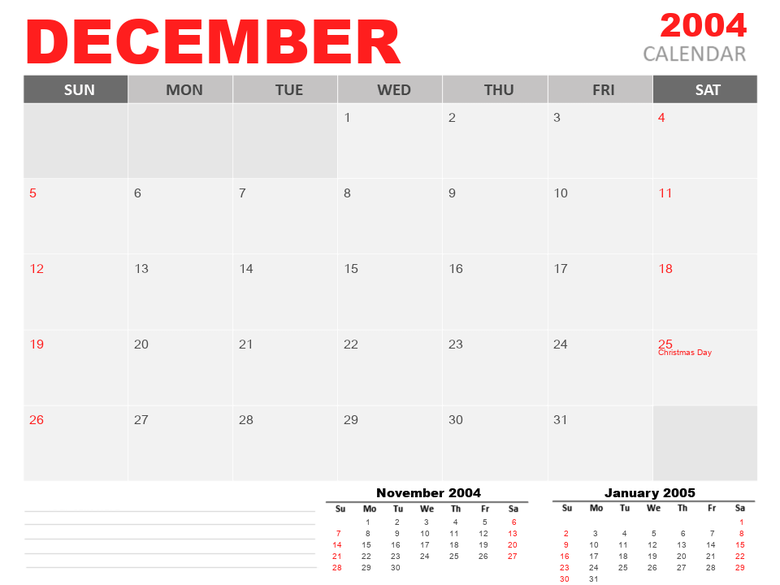 DECEMBER
2004
CALENDAR
SUN MON TUE WED THU FRI SAT
1 2 3 4
5 6 7 8 9 10 11
12 13 14 15 16 17 18
19 20 21 22 23 24 25
Christmas Day
26 27 28 29 30 31
November 2004
Su Mo Tu We Th Fr Sa
1 2 3 4 5 6
7 8 9 10 11 12 13
14 15 16 17 18 19 20
21 22 23 24 25 26 27
28 29 30
January 2005
Su Mo Tu We Th Fr Sa
1
2 3 4 5 6 7 8
9 10 11 12 13 14 15
16 17 18 19 20 21 22
23 24 25 26 27 28 29
30 31